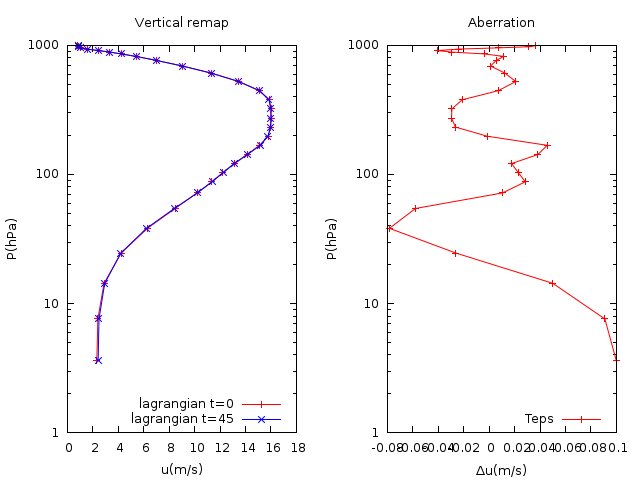 Vertical remap
1000
100
10
1
P(hPa)
lagrangian t=0
lagrangian t=45
0 2 4 6 8 10 12 14 16 18
u(m/s)
Aberration
1000
100
10
1
P(hPa)
Teps
-0.08 -0.06 -0.04 -0.02 0 0.02 0.04 0.06 0.08 0.1
Δu(m/s)